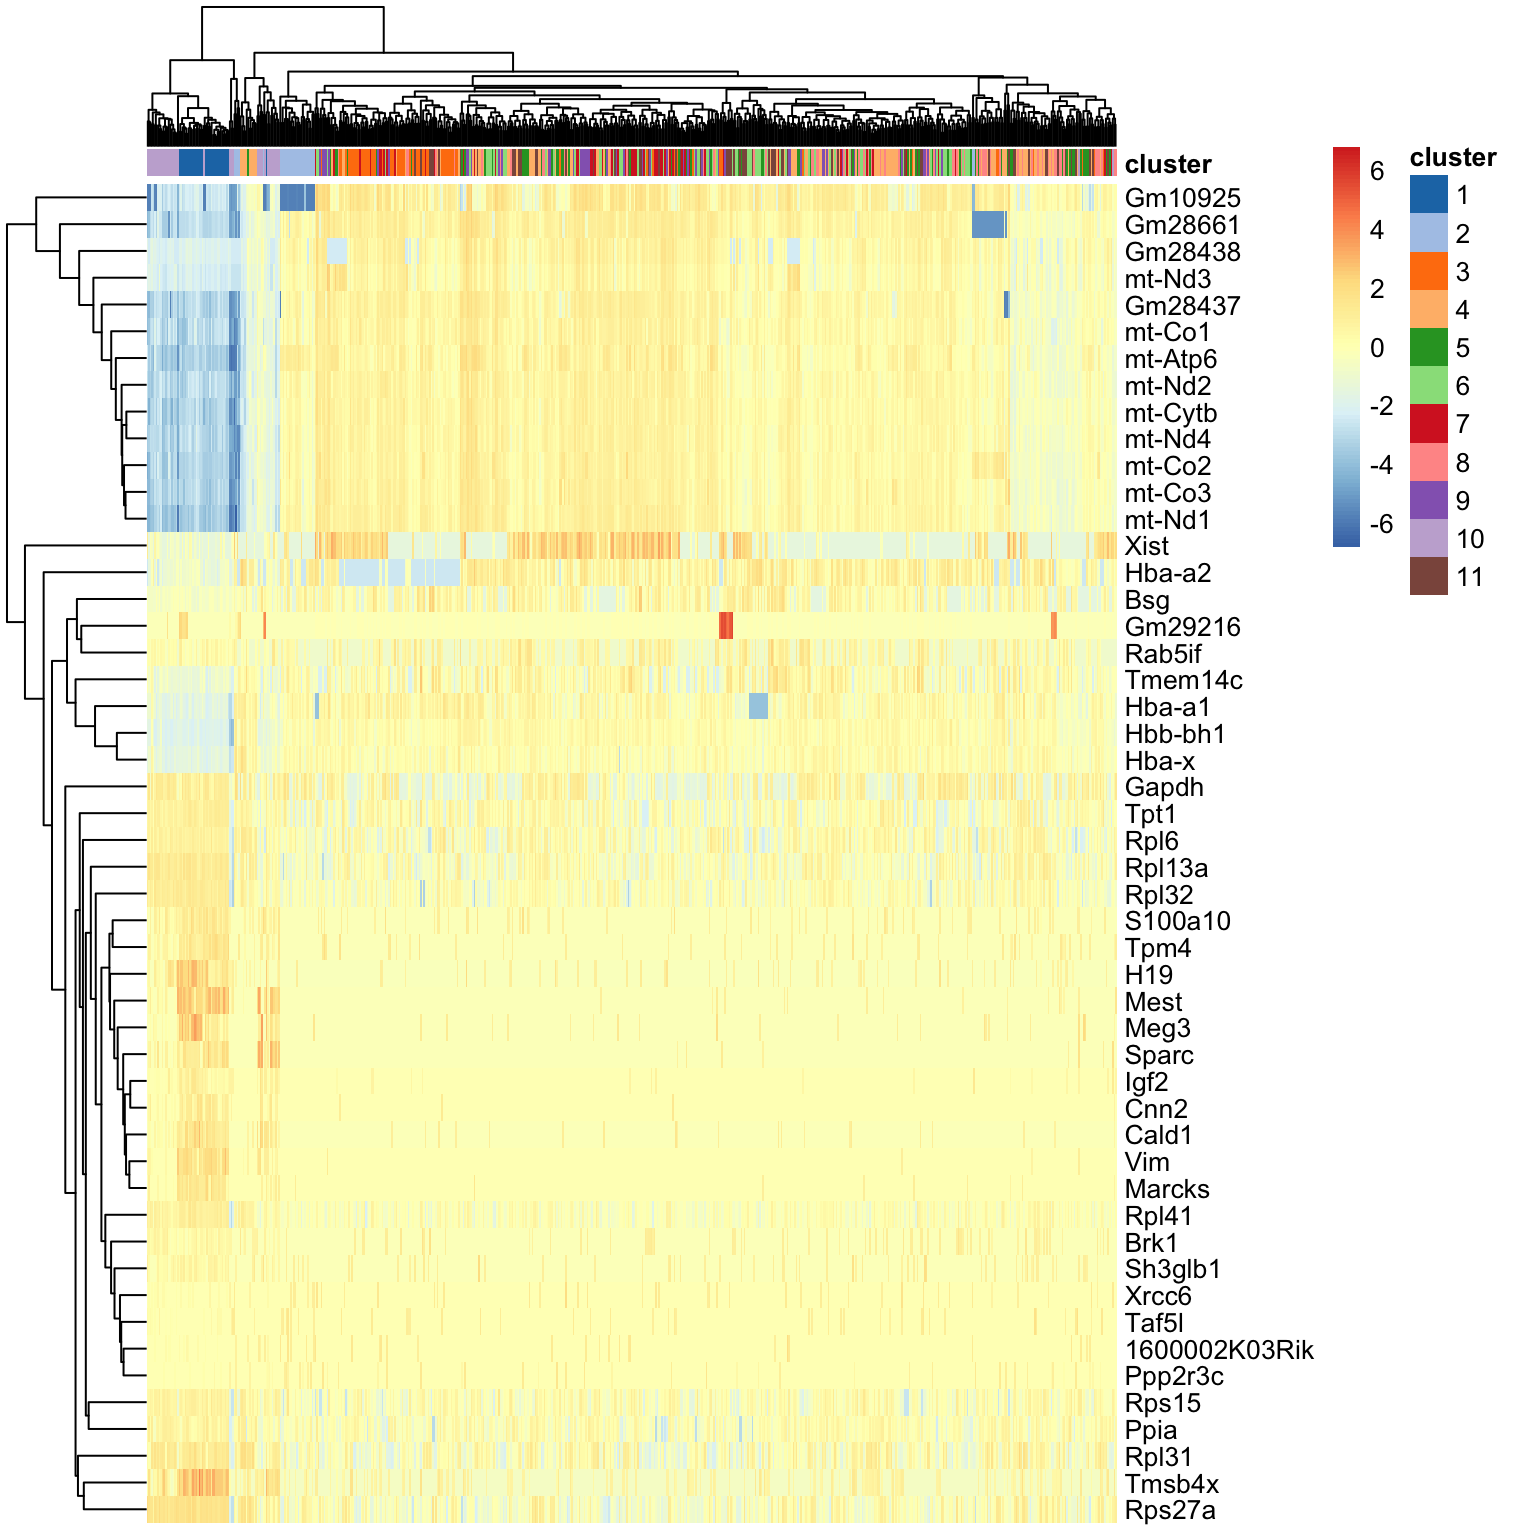 cluster
Gm10925
Gm28661
Gm28438
mt-Nd3
Gm28437
mt-Co1
mt-Atp6
mt-Nd2
mt-Cytb
mt-Nd4
mt-Co2
mt-Co3
mt-Nd1
Xist
Hba-a2
Bsg
Gm29216
Rab5if
Tmem14c
Hba-a1
Hbb-bh1
Hba-x
Gapdh
Tpt1
Rpl6
Rpl13a
Rpl32
S100a10
Tpm4
H19
Mest
Meg3
Sparc
Igf2
Cnn2
Cald1
Vim
Marcks
Rpl41
Brk1
Sh3glb1
Xrcc6
Taf5l
1600002K03Rik
Ppp2r3c
Rps15
Ppia
Rpl31
Tmsb4x
Rps27a
6
4
2
0
-2
-4
-6
cluster
1
2
3
4
5
6
7
8
9
10
11